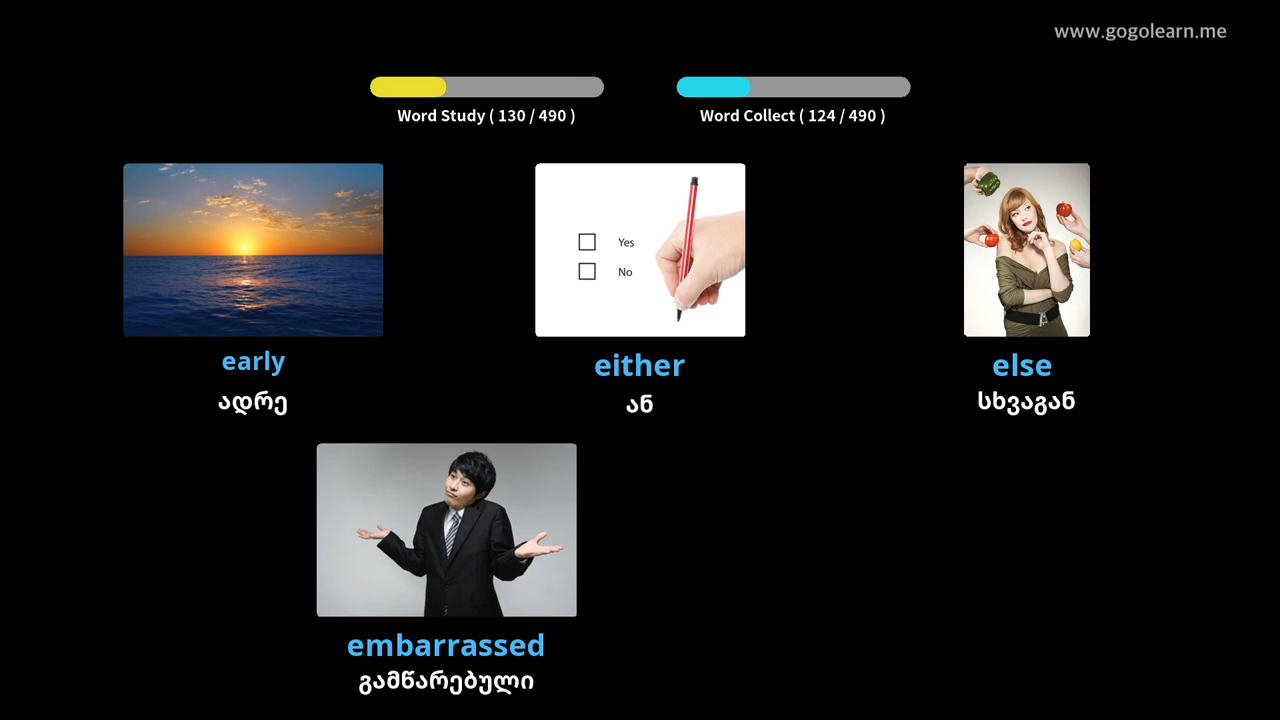 www.gogolearn.me
Word Study ( 130 / 490 )
Word Collect ( 124 / 490 )
Yes
No
early
ადრე
either
ან
else
სხვაგან
embarrassed
გამწარებული